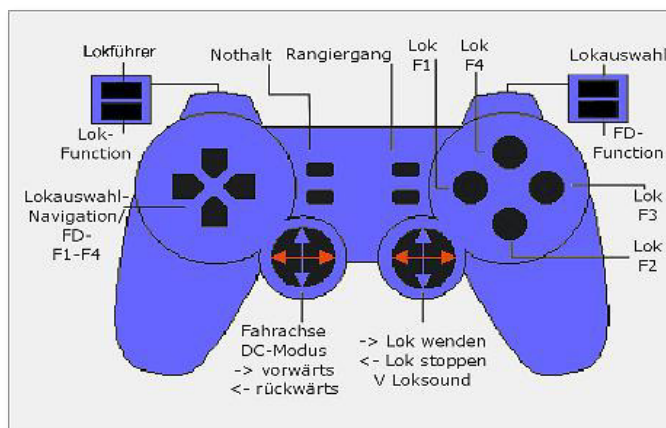 Lokführer
Nothalt
Rangiergang
Lok
F1
Lok
F4
Lokauswahl
Lok-
Function
FD-
Function
Lokauswahl-
Navigation/
FD-
F1-F4
Lok
F3
Lok
F2
Fahrachse
DC-Modus
-> vorwärts
<- rückwärts
-> Lok wenden
<- Lok stoppen
V Loksound